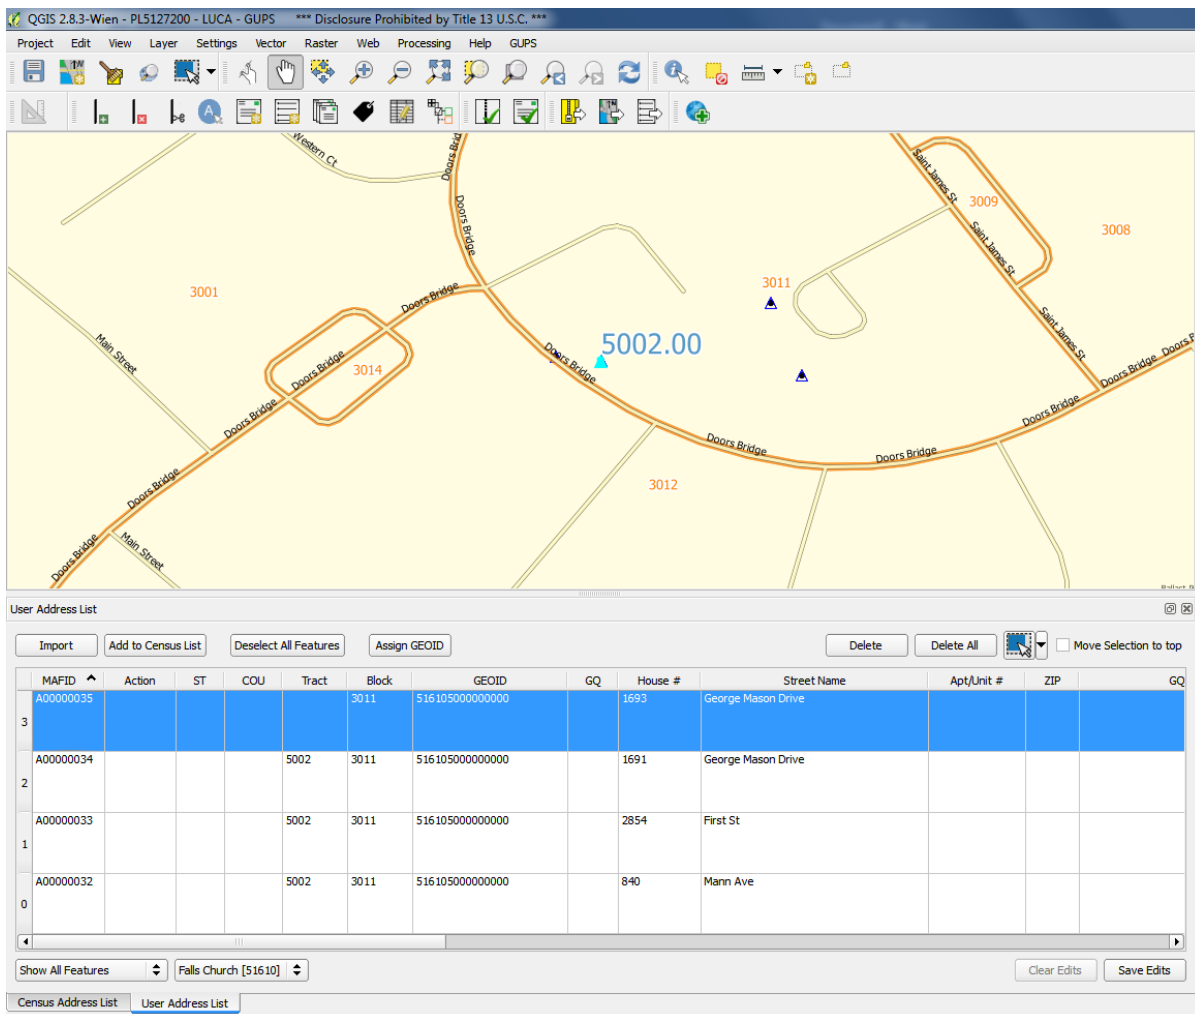 QGIS 2.8.3-Wien - PL5127200 - LUCA - GUPS *** Disclosure Prohibited by Title 13 U.S.C. ***
Project Edit View Layer Settings Vector Raster Web Processing Help GUPS
Western Ct
Doors Brid
Doors Bridge
Saint James St
3009
3008
Saint James St
3001
Doors Bridge
3011
Main Street
5002.00
Doors Bridge
Saint James St
Doors Bridge
3014
Doors Bridge
Doors Bridge
Doors Bridge
Doors Bridge
Doors Bridge
Doors Bridge
3012
Doors Bridge
Main Street
Doors Bridge
User Address List
Import Add to Census List Deselect All Features Assign GEOID Delete Delete All Move Selection to top
MAFID Action ST COU Tract Block GEOID GQ House # Street Name Apt/Unit # ZIP GQ
3 A00000035 3011 516105000000000 1693 George Mason Drive
2 A00000034 5002 3011 516105000000000 1691 George Mason Drive
1 A00000033 5002 3011 516105000000000 2854 First St
0 A00000032 5002 3011 516105000000000 840 Mann Ave
Show All Features Falls Church [51610] Clear Edits Save Edits
Census Address List User Address List